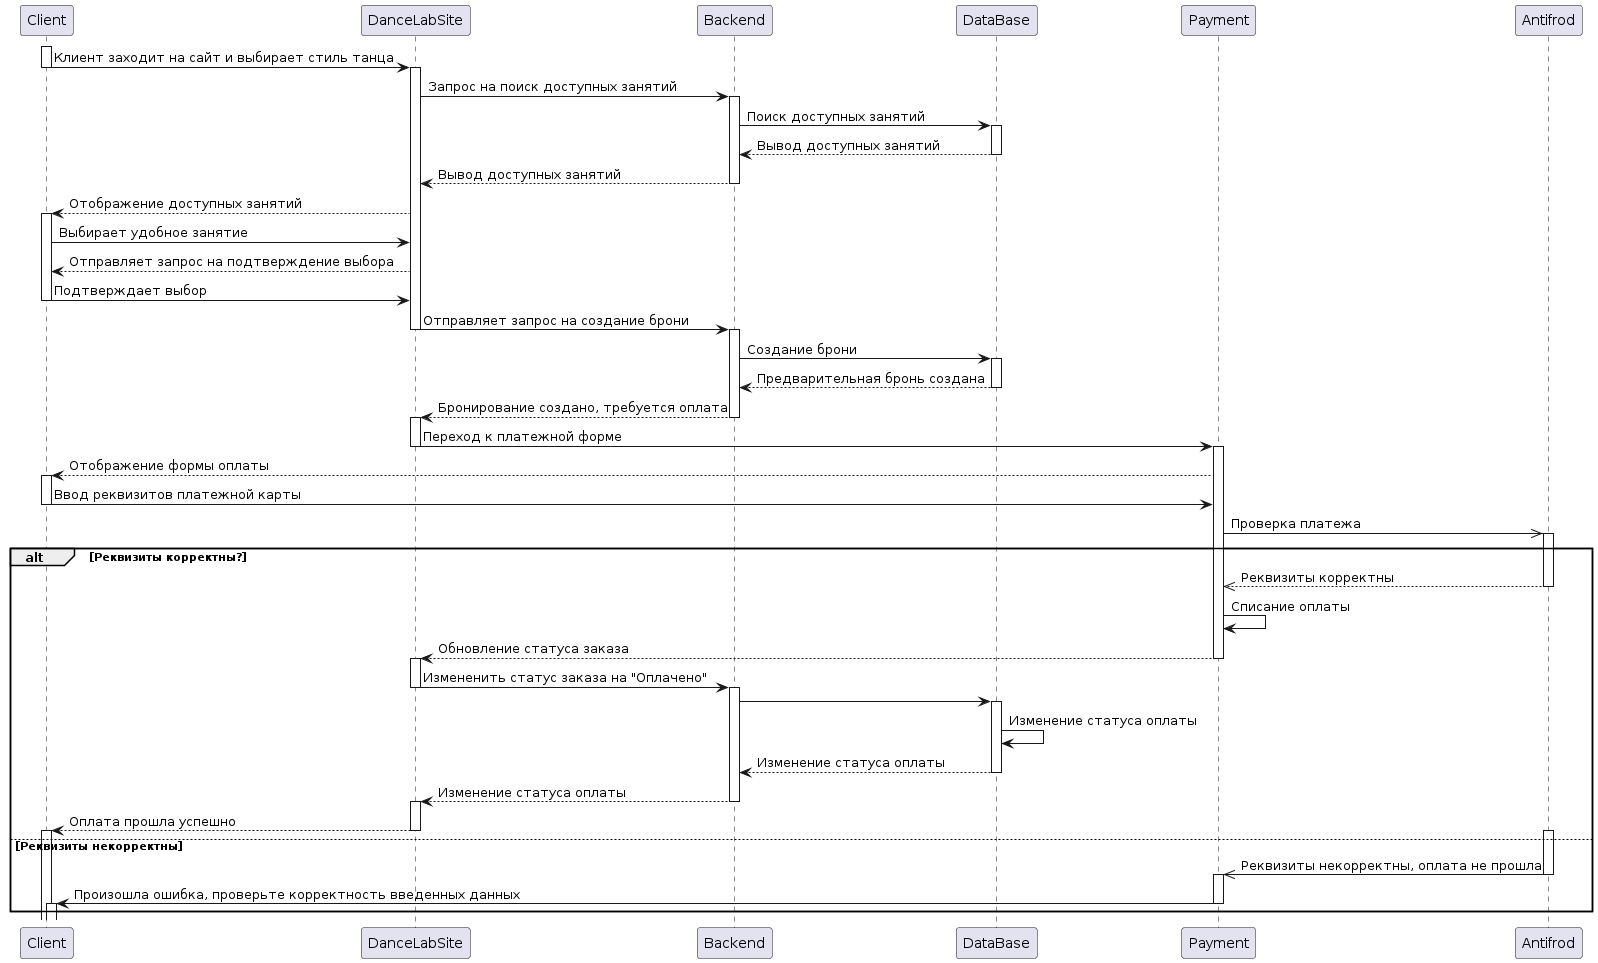 Client DanceLabSite Backend DataBase Payment Antifrod
Клиент заходит на сайт и выбирает стиль танца
Запрос на поиск доступных занятий
Поиск доступных занятий
Вывод доступных занятий
Вывод доступных занятий
Отображение доступных занятий
Выбирает удобное занятие
Отправляет запрос на подтверждение выбора
Подтверждает выбор
Отправляет запрос на создание брони
Создание брони
Предварительная бронь создана
Бронирование создано, требуется оплата
Переход к платежной форме
Отображение формы оплаты
Ввод реквизитов платежной карты
Проверка платежа
alt [Реквизиты корректны?]
Реквизиты корректны
Списание оплаты
Обновление статуса заказа
Измененить статус заказа на "Оплачено"
Изменение статуса оплаты
Изменение статуса оплаты
Изменение статуса оплаты
Оплата прошла успешно
[Реквизиты некорректны]
Реквизиты некорректны, оплата не прошла
Произошла ошибка, проверьте корректность введенных данных
Client DanceLabSite Backend DataBase Payment Antifrod